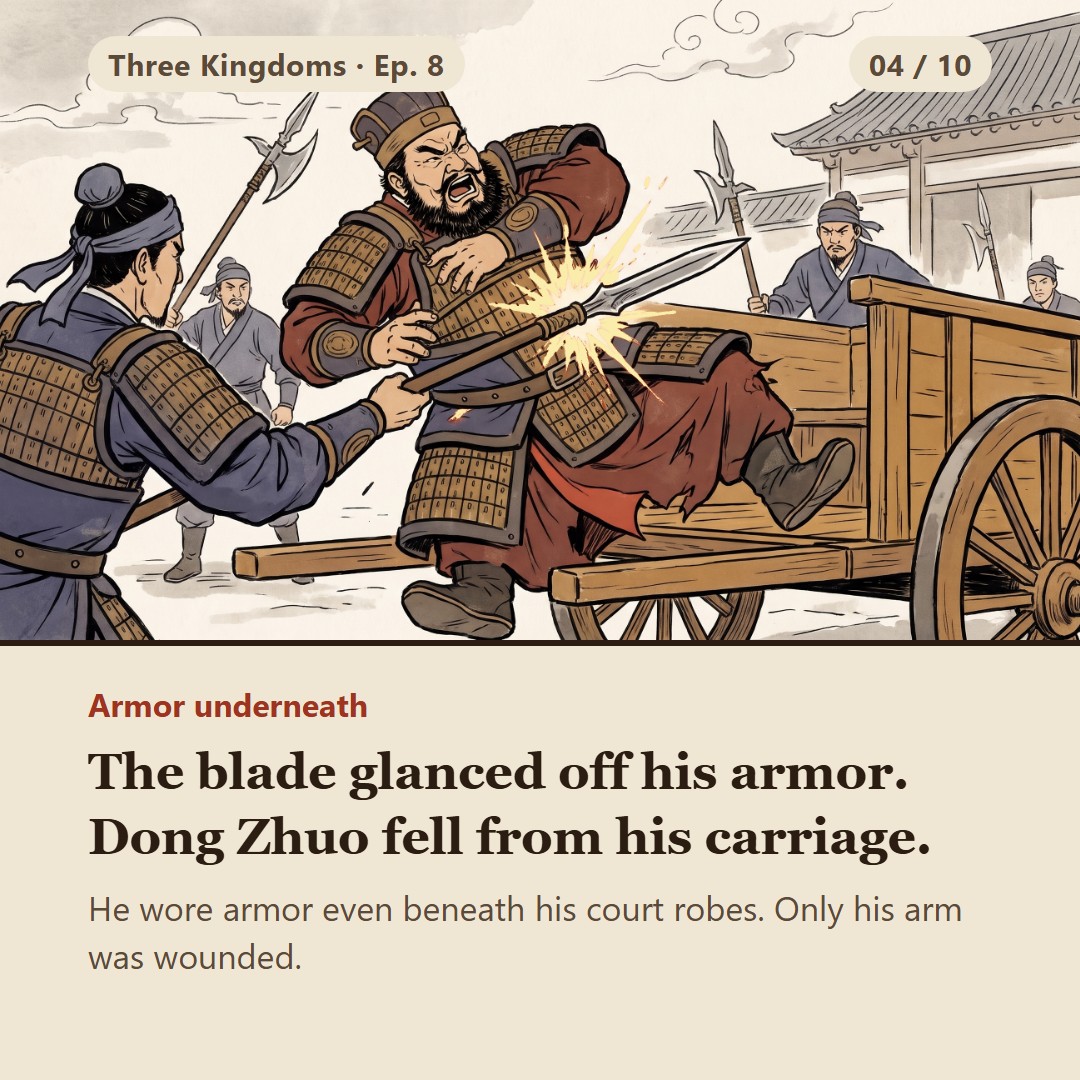 Three Kingdoms · Ep. 8
04 / 10
Armor underneath
The blade glanced off his armor.
Dong Zhuo fell from his carriage.
He wore armor even beneath his court robes. Only his arm
was wounded.